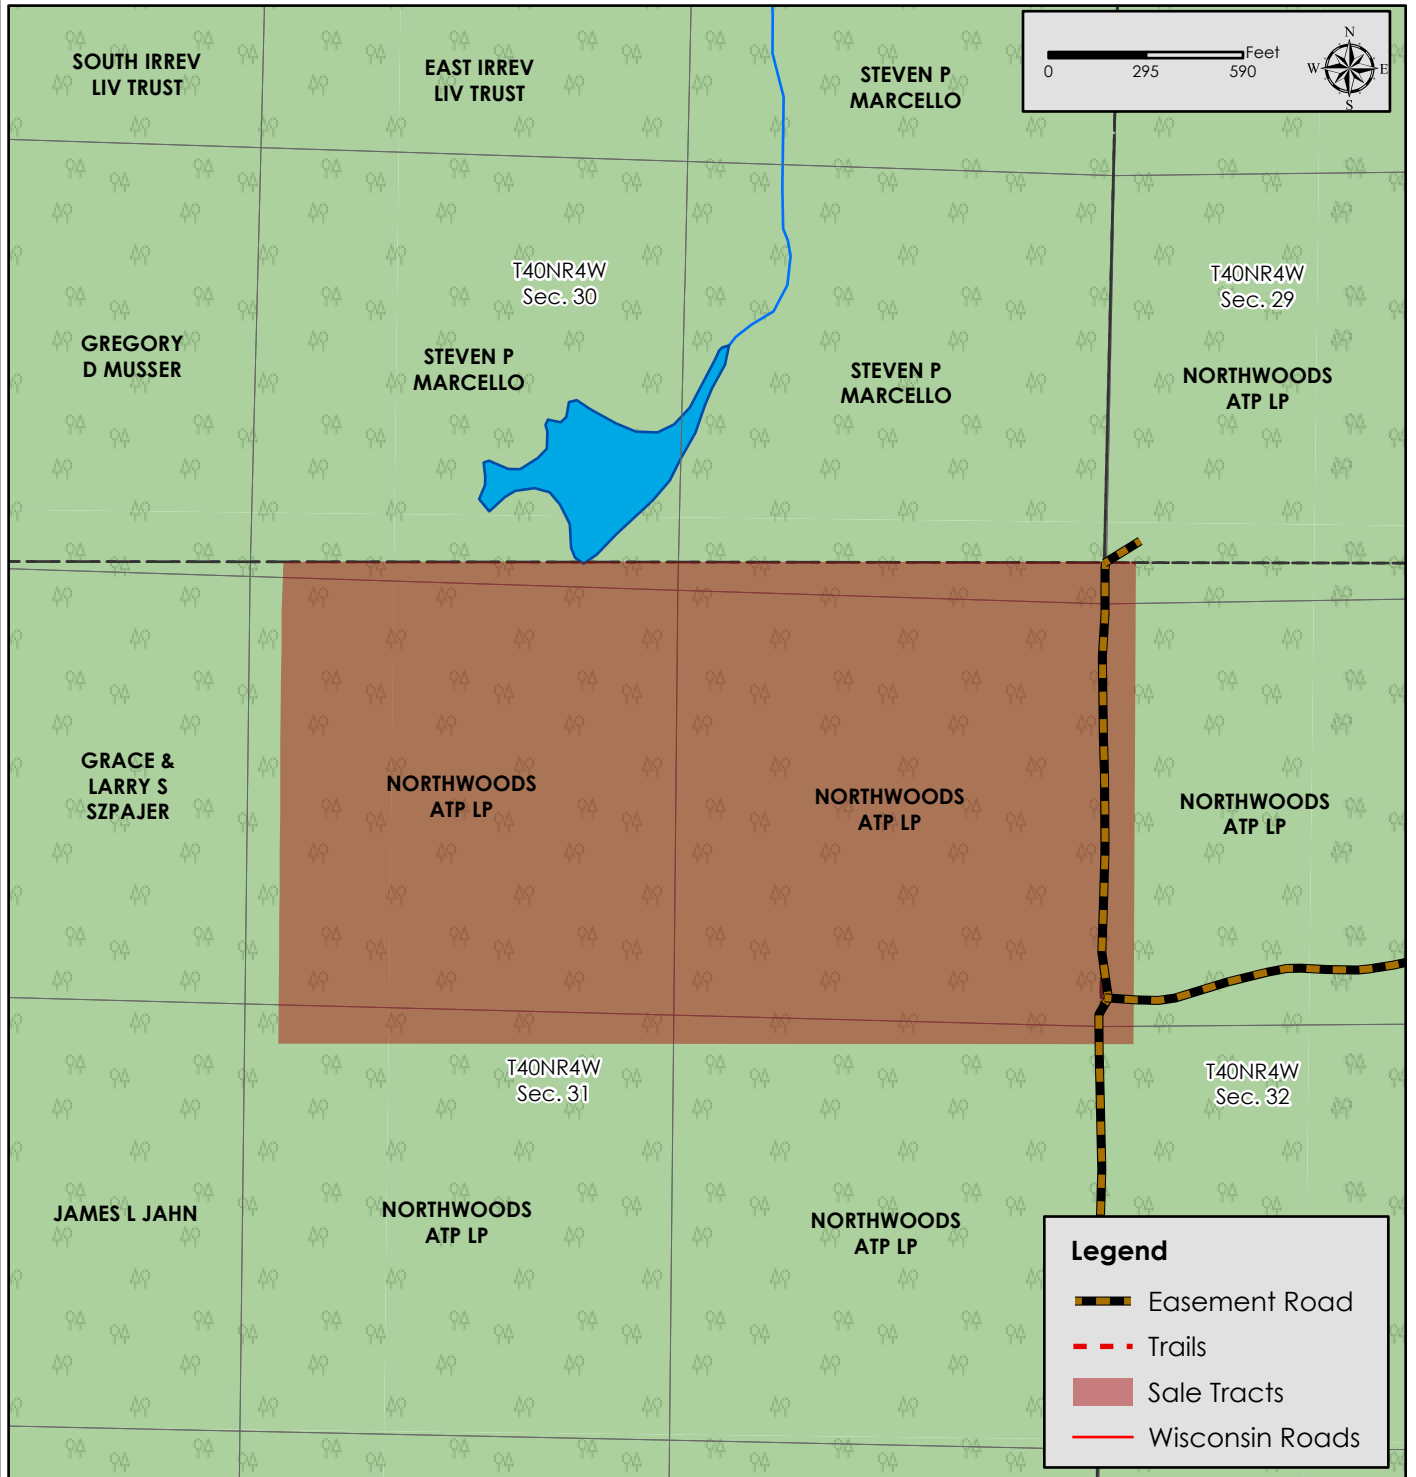 SOUTH IRREV
LIV TRUST
EAST IRREV
LIV TRUST
STEVEN P
MARCELLO
Feet
0 295 590
N
W E
S
T40NR4W
Sec. 30
T40NR4W
Sec. 29
GREGORY
D MUSSER
STEVEN P
MARCELLO
STEVEN P
MARCELLO
NORTHWOODS
ATP LP
GRACE &
LARRY S
SZPAJER
NORTHWOODS
ATP LP
NORTHWOODS
ATP LP
NORTHWOODS
ATP LP
T40NR4W
Sec. 31
T40NR4W
Sec. 32
JAMES L JAHN
NORTHWOODS
ATP LP
NORTHWOODS
ATP LP
Legend
Easement Road
Trails
Sale Tracts
Wisconsin Roads